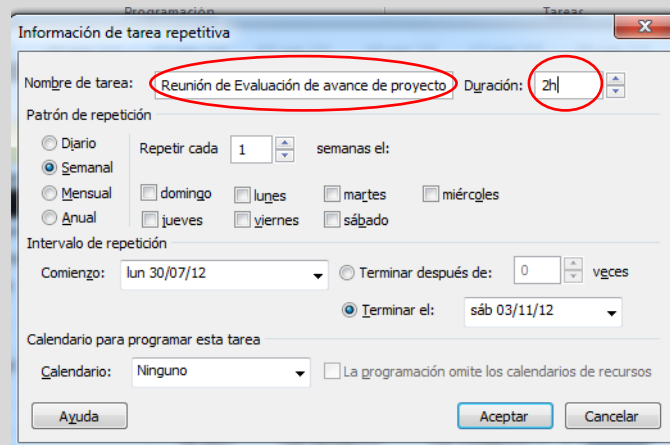 Programación Tareas
Información de tarea repetitiva
Nombre de tarea: Reunión de Evaluación de avance de proyecto Duración: 2h
Patrón de repetición
Diario Repetir cada 1 semanas el:
Semanal
Mensual domingo lunes martes miércoles
Anual jueves viernes sábado
Intervalo de repetición
Comienzo: lun 30/07/12 Terminar después de: 0 veces
Terminar el: sáb 03/11/12
Calendario para programar esta tarea
Calendario: Ninguno La programación omite los calendarios de recursos
Ayuda Aceptar Cancelar